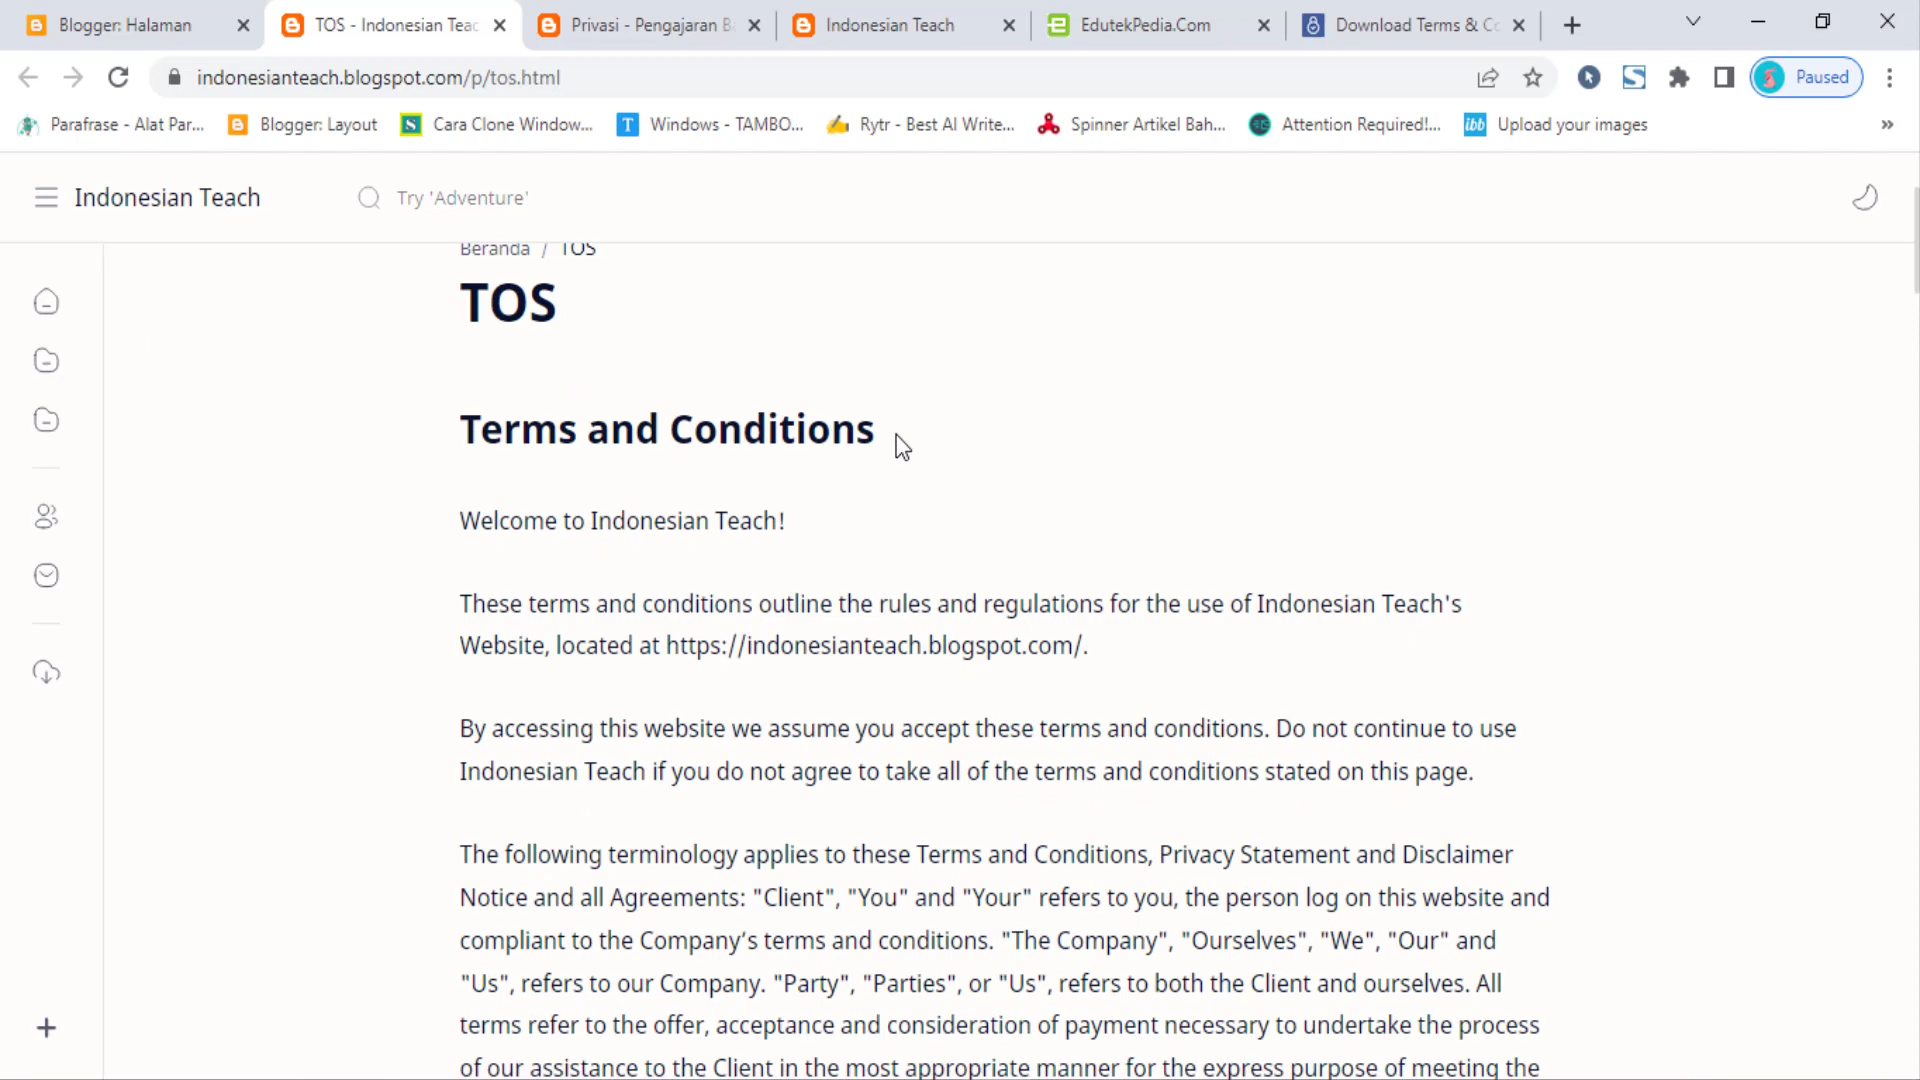 Blogger: Halaman
TOS - Indonesian Teac
Privasi - Pengajaran B
Indonesian Teach
EdutekPedia.Com
Download Terms & Co
indonesianteach.blogspot.com/p/tos.html
Paused
Parafrase - Alat Par...
Blogger: Layout
Cara Clone Window...
Windows - TAMBO...
Rytr - Best AI Write...
Spinner Artikel Bah...
Attention Required!...
Upload your images
Indonesian Teach
Try 'Adventure'
Beranda / TOS
TOS
Terms and Conditions
Welcome to Indonesian Teach!
These terms and conditions outline the rules and regulations for the use of Indonesian Teach's
Website, located at https://indonesianteach.blogspot.com/.
By accessing this website we assume you accept these terms and conditions. Do not continue to use
Indonesian Teach if you do not agree to take all of the terms and conditions stated on this page.
The following terminology applies to these Terms and Conditions, Privacy Statement and Disclaimer
Notice and all Agreements: "Client", "You" and "Your" refers to you, the person log on this website and
compliant to the Company’s terms and conditions. "The Company", "Ourselves", "We", "Our" and
"Us", refers to our Company. "Party", "Parties", or "Us", refers to both the Client and ourselves. All
terms refer to the offer, acceptance and consideration of payment necessary to undertake the process
of our assistance to the Client in the most appropriate manner for the express purpose of meeting the